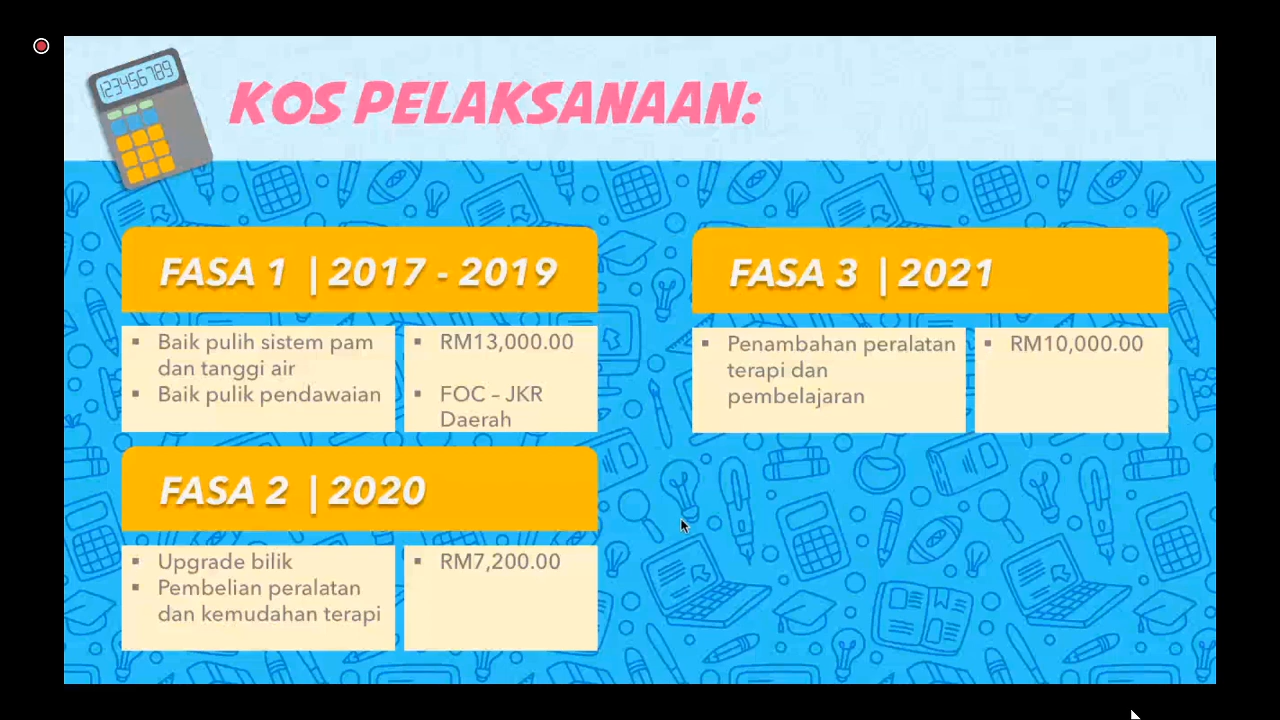 123456789
KOS PELAKSANAAN:
FASA 1 | 2017 - 2019
▪ Baik pulih sistem pam
dan tanggi air
▪ Baik pulik pendawaian
▪ RM13,000.00
▪ FOC – JKR
Daerah
FASA 2 | 2020
▪ Upgrade bilik
▪ Pembelian peralatan
dan kemudahan terapi
▪ RM7,200.00
FASA 3 | 2021
▪ Penambahan peralatan
terapi dan
pembelajaran
▪ RM10,000.00